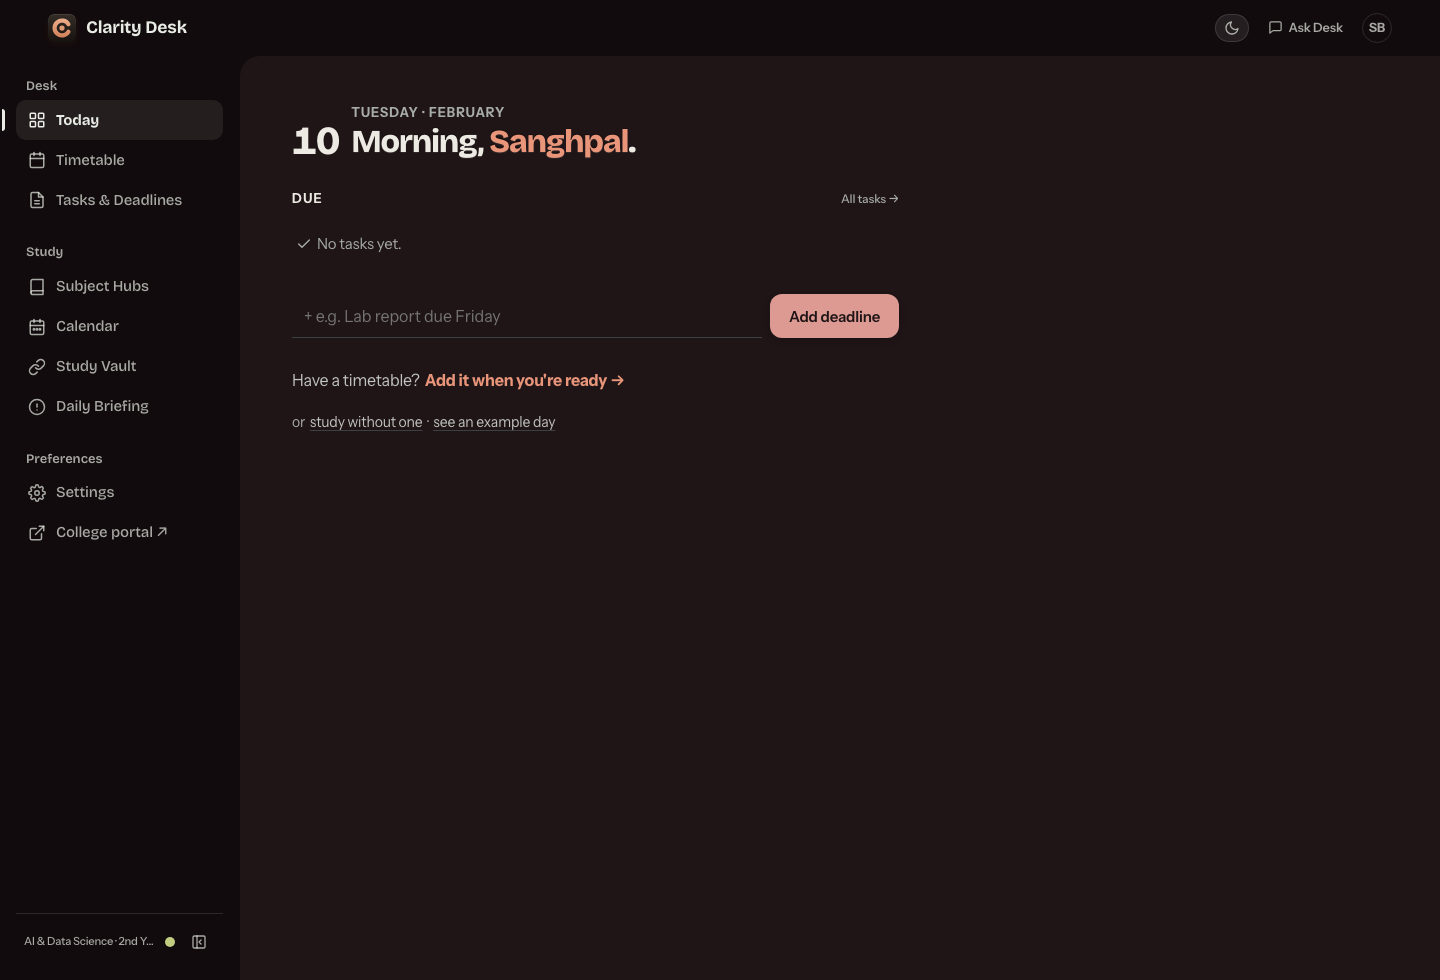 Clarity Desk
Ask Desk
SB
Desk
Today
Timetable
Tasks & Deadlines
Study
Subject Hubs
Calendar
Study Vault
Daily Briefing
Preferences
Settings
College portal ↗
AI & Data Science · 2nd Y...
TUESDAY · FEBRUARY
10 Morning, Sanghpal.
DUE
All tasks →
No tasks yet.
+ e.g. Lab report due Friday
Add deadline
Have a timetable? Add it when you're ready →
or study without one · see an example day